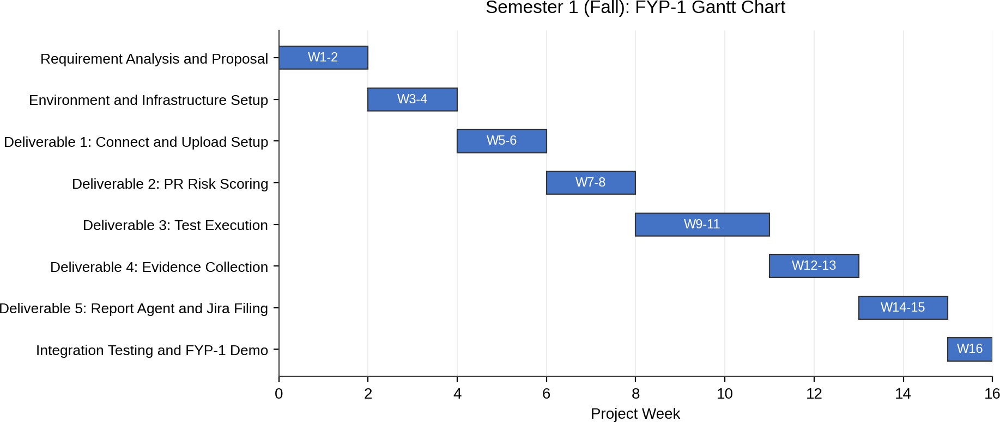 Semester 1 (Fall): FYP-1 Gantt Chart
Requirement Analysis and Proposal
W1-2
Environment and Infrastructure Setup
W3-4
Deliverable 1: Connect and Upload Setup
W5-6
Deliverable 2: PR Risk Scoring
W7-8
Deliverable 3: Test Execution
W9-11
Deliverable 4: Evidence Collection
W12-13
Deliverable 5: Report Agent and Jira Filing
W14-15
Integration Testing and FYP-1 Demo
W16
0 2 4 6 8 10 12 14 16
Project Week